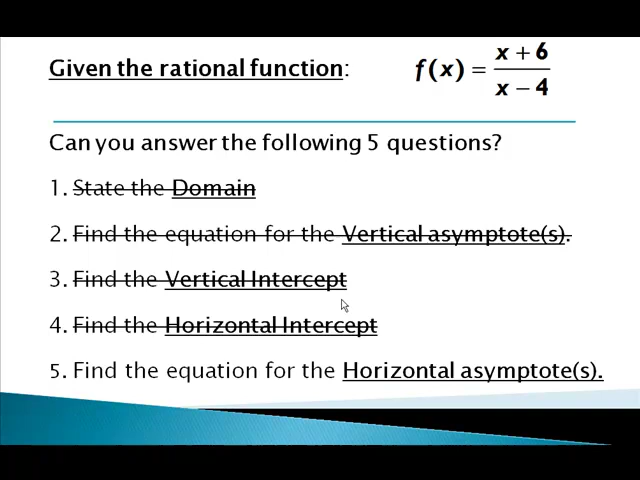 Given the rational function:
f(x) = x + 6 / x − 4
Can you answer the following 5 questions?
1. State the Domain
2. Find the equation for the Vertical asymptote(s).
3. Find the Vertical Intercept
4. Find the Horizontal Intercept
5. Find the equation for the Horizontal asymptote(s).